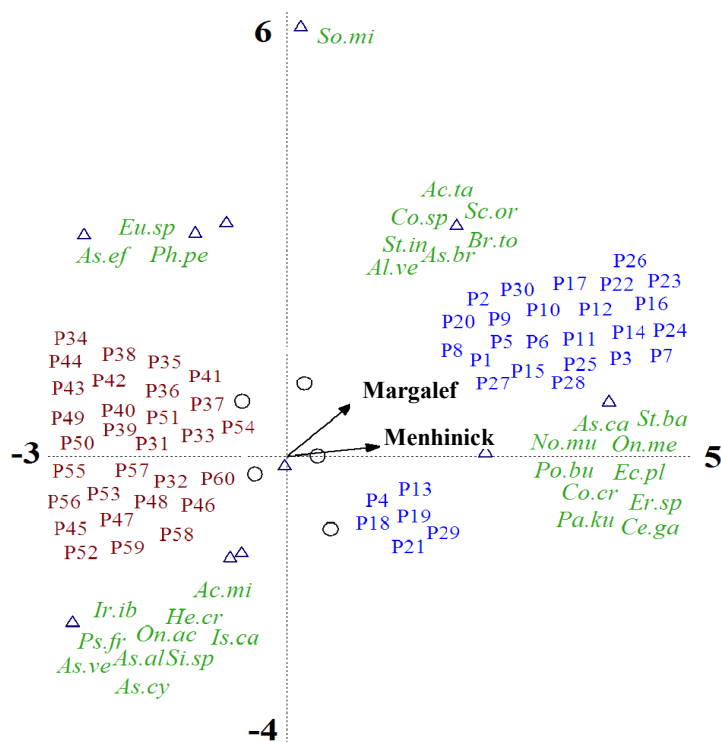 6
So.mi
Ac.ta
Co.sp Sc.or
Eu.sp
St.in As.br Br.to
As.ef Ph.pe
Al.ve
P26
P2 P30 P17 P22 P23
P20 P9 P10 P12 P16
P34
P44 P38 P35
P8 P5 P6 P11 P14 P24
P1 P15 P25 P3 P7
P43 P42 P36 P41
P27 P28
Margalef
P49 P40 P51 P37
As.ca St.ba
P50 P39 P31 P33 P54
Menhinick
No.mu On.me
-3
5
P55 P57 P32 P60
Po.bu Ec.pl
P56 P53 P48 P46
P4 P13
Co.cr Er.sp
P45 P47 P58
P18 P19 P29
Pa.ku Ce.ga
P52 P59
P21
Ac.mi
Ir.ib He.cr
Ps.fr On.ac Is.ca
As.ve As.al Si.sp
As.cy
-4